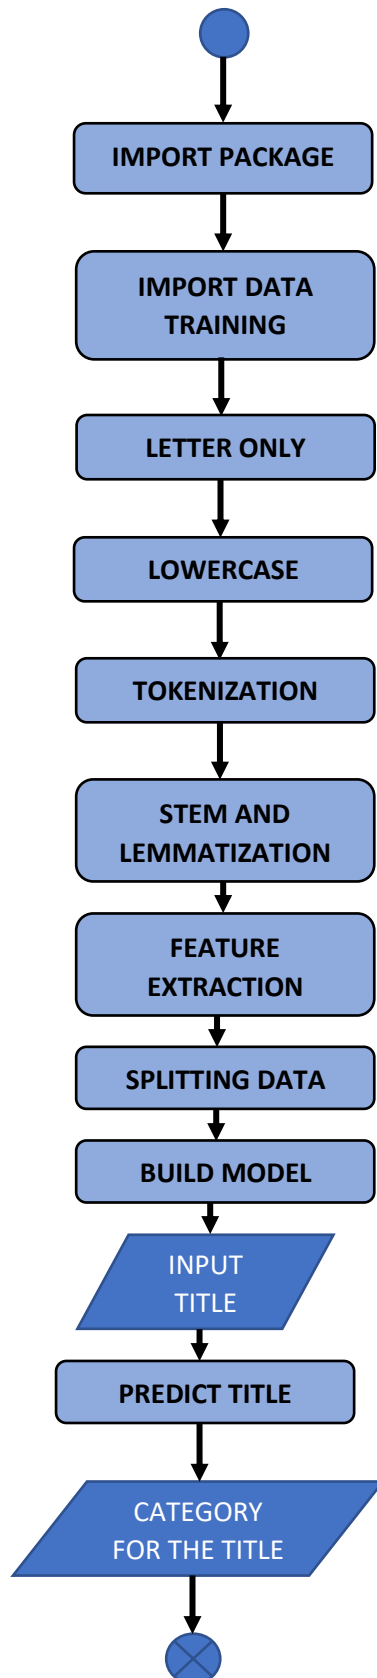 IMPORT PACKAGE
IMPORT DATA
TRAINING
LETTER ONLY
LOWERCASE
TOKENIZATION
STEM AND
LEMMATIZATION
FEATURE
EXTRACTION
SPLITTING DATA
BUILD MODEL
INPUT
TITLE
PREDICT TITLE
CATEGORY
FOR THE TITLE